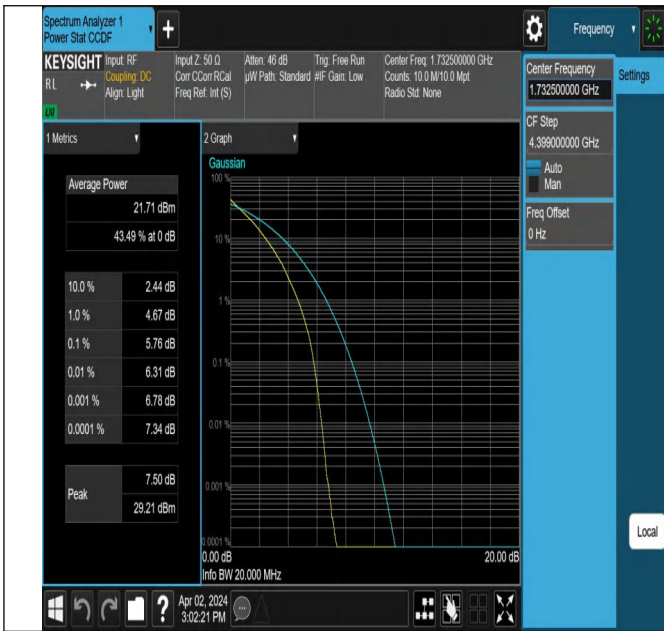 Spectrum Analyzer 1
Power Stat CCDF
Frequency
KEYSIGHT
RL
LXI
Input: RF
Coupling: DC
Align: Light
Input Z: 50 Ω
Corr CCorr RCal
Freq Ref: Int (S)
Atten: 46 dB
µW Path: Standard
Trig: Free Run
#IF Gain: Low
Center Freq: 1.732500000 GHz
Counts: 10.0 M/10.0 Mpt
Radio Std: None
Center Frequency
1.732500000 GHz
Settings
CF Step
4.399000000 GHz
Auto
Man
Freq Offset
0 Hz
1 Metrics
Average Power
21.71 dBm
43.49 % at 0 dB
10.0 % 2.44 dB
1.0 % 4.67 dB
0.1 % 5.76 dB
0.01 % 6.31 dB
0.001 % 6.78 dB
0.0001 % 7.34 dB
Peak
7.50 dB
29.21 dBm
2 Graph
Gaussian
100 %
10 %
1 %
0.1 %
0.01 %
0.001 %
0.0001 %
0.00 dB
20.00 dB
Info BW 20.000 MHz
Local
?
Apr 02, 2024
3:02:21 PM